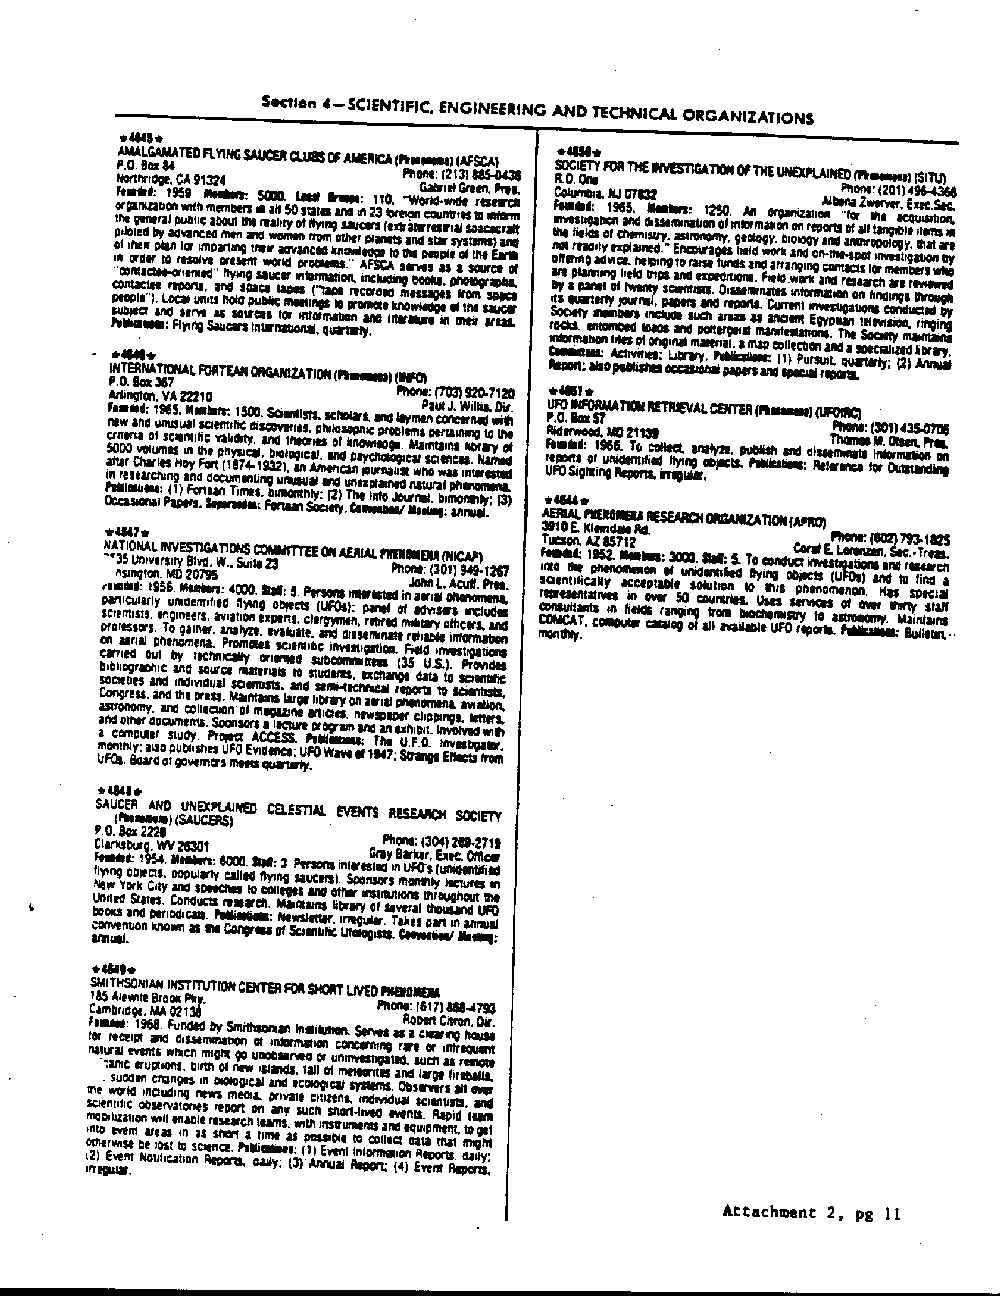 Section 4—SCIENTIFIC, ENGINEERING AND TECHNICAL ORGANIZATIONS
★4845★
AMALGAMATED FLYING SAUCER CLUBS OF AMERICA (Phenomena) (AFSCA)
P.O. Box 84 Phone: (213) 885-0438
Northridge, CA 91324 Gabriel Green, Pres.
Founded: 1959. Members: 5000. Local Groups: 110. "World-wide research
organization with members in all 50 states and in 23 foreign countries to inform
the general public about the reality of flying saucers (extraterrestrial spacecraft
piloted by advanced men and women from other planets and star systems) and
of their plan for imparting their advanced knowledge to the people of the Earth
in order to resolve present world problems." AFSCA serves as a source of
"contactee-oriented" flying saucer information, including books, photographs,
contactee reports, and space tapes ("tape recorded messages from space
people"). Local units hold public meetings to promote knowledge of the saucer
subject and serve as sources for information and literature in their areas.
Publications: Flying Saucers International, quarterly.
★4846★
INTERNATIONAL FORTEAN ORGANIZATION (Phenomena) (INFO)
P.O. Box 367 Phone: (703) 920-7120
Arlington, VA 22210 Paul J. Willis, Dir.
Founded: 1965. Members: 1500. Scientists, scholars, and laymen concerned with
new and unusual scientific discoveries, philosophic problems pertaining to the
criteria of scientific validity, and theories of knowledge. Maintains library of
5000 volumes in the physical, biological, and psychological sciences. Named
after Charles Hoy Fort (1874-1932), an American journalist who was interested
in researching and documenting unusual and unexplained natural phenomena.
Publications: (1) Fortean Times, bimonthly; (2) The Info Journal, bimonthly; (3)
Occasional Papers. Supersedes: Fortean Society. Convention/Meeting: annual.
★4847★
NATIONAL INVESTIGATIONS COMMITTEE ON AERIAL PHENOMENA (NICAP)
35 University Blvd. W., Suite 23 Phone: (301) 949-1267
nsington, MD 20795 John L. Acuff, Pres.
Founded: 1956. Members: 4000. Staff: 5. Persons interested in aerial phenomena,
particularly unidentified flying objects (UFOs); panel of advisers includes
scientists, engineers, aviation experts, clergymen, retired military officers, and
professors. To gather, analyze, evaluate, and disseminate reliable information
on aerial phenomena. Promotes scientific investigation. Field investigations
carried out by technically oriented subcommittees (35 U.S.). Provides
bibliographic and source materials to students, exchange data to scientific
societies and individual scientists, and semi-technical reports to scientists,
Congress, and the press. Maintains large library on aerial phenomena, aviation,
astronomy, and collection of magazine articles, newspaper clippings, letters,
and other documents. Sponsors a lecture program and an exhibit. Involved with
a computer study, Project ACCESS. Publications: The U.F.O. Investigator,
monthly; also publishes UFO Evidence; UFO Wave of 1947; Strange Effects from
UFOs. Board of governors meets quarterly.
★4848★
SAUCER AND UNEXPLAINED CELESTIAL EVENTS RESEARCH SOCIETY
(Phenomena) (SAUCERS)
P.O. Box 2228 Phone: (304) 269-2719
Clarksburg, WV 26301 Gray Barker, Exec. Officer
Founded: 1954. Members: 6000. Staff: 3. Persons interested in UFO's (unidentified
flying objects, popularly called flying saucers). Sponsors monthly lectures in
New York City and speeches to colleges and other institutions throughout the
United States. Conducts research. Maintains library of several thousand UFO
books and periodicals. Publications: Newsletter, irregular. Takes part in annual
convention known as the Congress of Scientific Ufologists. Convention/Meeting:
annual.
★4849★
SMITHSONIAN INSTITUTION CENTER FOR SHORT LIVED PHENOMENA
185 Alewife Brook Pky. Phone: (617) 868-4793
Cambridge, MA 02138 Robert Citron, Dir.
Founded: 1968. Funded by Smithsonian Institution. Serves as a clearing house
for receipt and dissemination of information concerning rare or infrequent
natural events which might go unobserved or uninvestigated, such as remote
canic eruptions, birth of new islands, fall of meteorites and large fireballs,
sudden changes in biological and ecological systems. Observers all over
the world including news media, private citizens, individual scientists, and
scientific observatories report on any such short-lived events. Rapid team
mobilization will enable research teams, with instruments and equipment, to get
into event areas in as short a time as possible to collect data that might
otherwise be lost to science. Publications: (1) Event Information Reports, daily;
(2) Event Notification Reports, daily; (3) Annual Report; (4) Event Reports,
irregular.
★4850★
SOCIETY FOR THE INVESTIGATION OF THE UNEXPLAINED (Phenomena) (SITU)
R.D. One Phone: (201) 496-4366
Columbia, NJ 07832 Albena Zwerver, Exec. Sec.
Founded: 1965. Members: 1250. An organization "for the acquisition,
investigation and dissemination of information on reports of all tangible items in
the fields of chemistry, astronomy, geology, biology and anthropology, that are
not readily explained." Encourages field work and on-the-spot investigation by
offering advice, helping to raise funds and arranging contacts for members who
are planning field trips and expeditions. Field work and research are reviewed
by a panel of twenty scientists. Disseminates information on findings through
its quarterly journal, papers and reports. Current investigations conducted by
Society members include such areas as ancient Egyptian television, ringing
rocks, entombed toads and poltergeist manifestations. The Society maintains
information files of original material, a map collection and a specialized library.
Committees: Activities; Library. Publications: (1) Pursuit, quarterly; (2) Annual
Report; also publishes occasional papers and special reports.
★4851★
UFO INFORMATION RETRIEVAL CENTER (Phenomena) (UFOIRC)
P.O. Box 57 Phone: (301) 435-0705
Riderwood, MD 21139 Thomas M. Olsen, Pres.
Founded: 1966. To collect, analyze, publish and disseminate information on
reports of unidentified flying objects. Publications: Reference for Outstanding
UFO Sighting Reports, irregular.
★4844★
AERIAL PHENOMENA RESEARCH ORGANIZATION (APRO)
3910 E. Kleindale Rd. Phone: (602) 793-1825
Tucson, AZ 85712 Coral E. Lorenzen, Sec.-Treas.
Founded: 1952. Members: 3000. Staff: 5. To conduct investigations and research
into the phenomenon of unidentified flying objects (UFOs) and to find a
scientifically acceptable solution to this phenomenon. Has special
representatives in over 50 countries. Uses services of over thirty staff
consultants in fields ranging from biochemistry to astronomy. Maintains
COMCAT, computer catalog of all available UFO reports. Publications: Bulletin,
monthly.
Attachment 2, pg 11